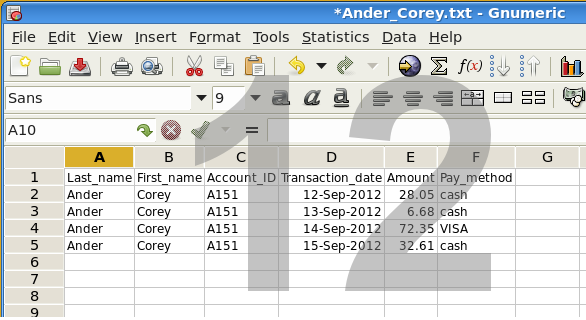 *Ander_Corey.txt - Gnumeric
File Edit View Insert Format Tools Statistics Data Help
Σ f(x)
Sans 9 a a a
A10 =
12
A B C D E F G
1 Last_name First_name Account_ID Transaction_date Amount Pay_method
2 Ander Corey A151 12-Sep-2012 28.05 cash
3 Ander Corey A151 13-Sep-2012 6.68 cash
4 Ander Corey A151 14-Sep-2012 72.35 VISA
5 Ander Corey A151 15-Sep-2012 32.61 cash
6
7
8
9